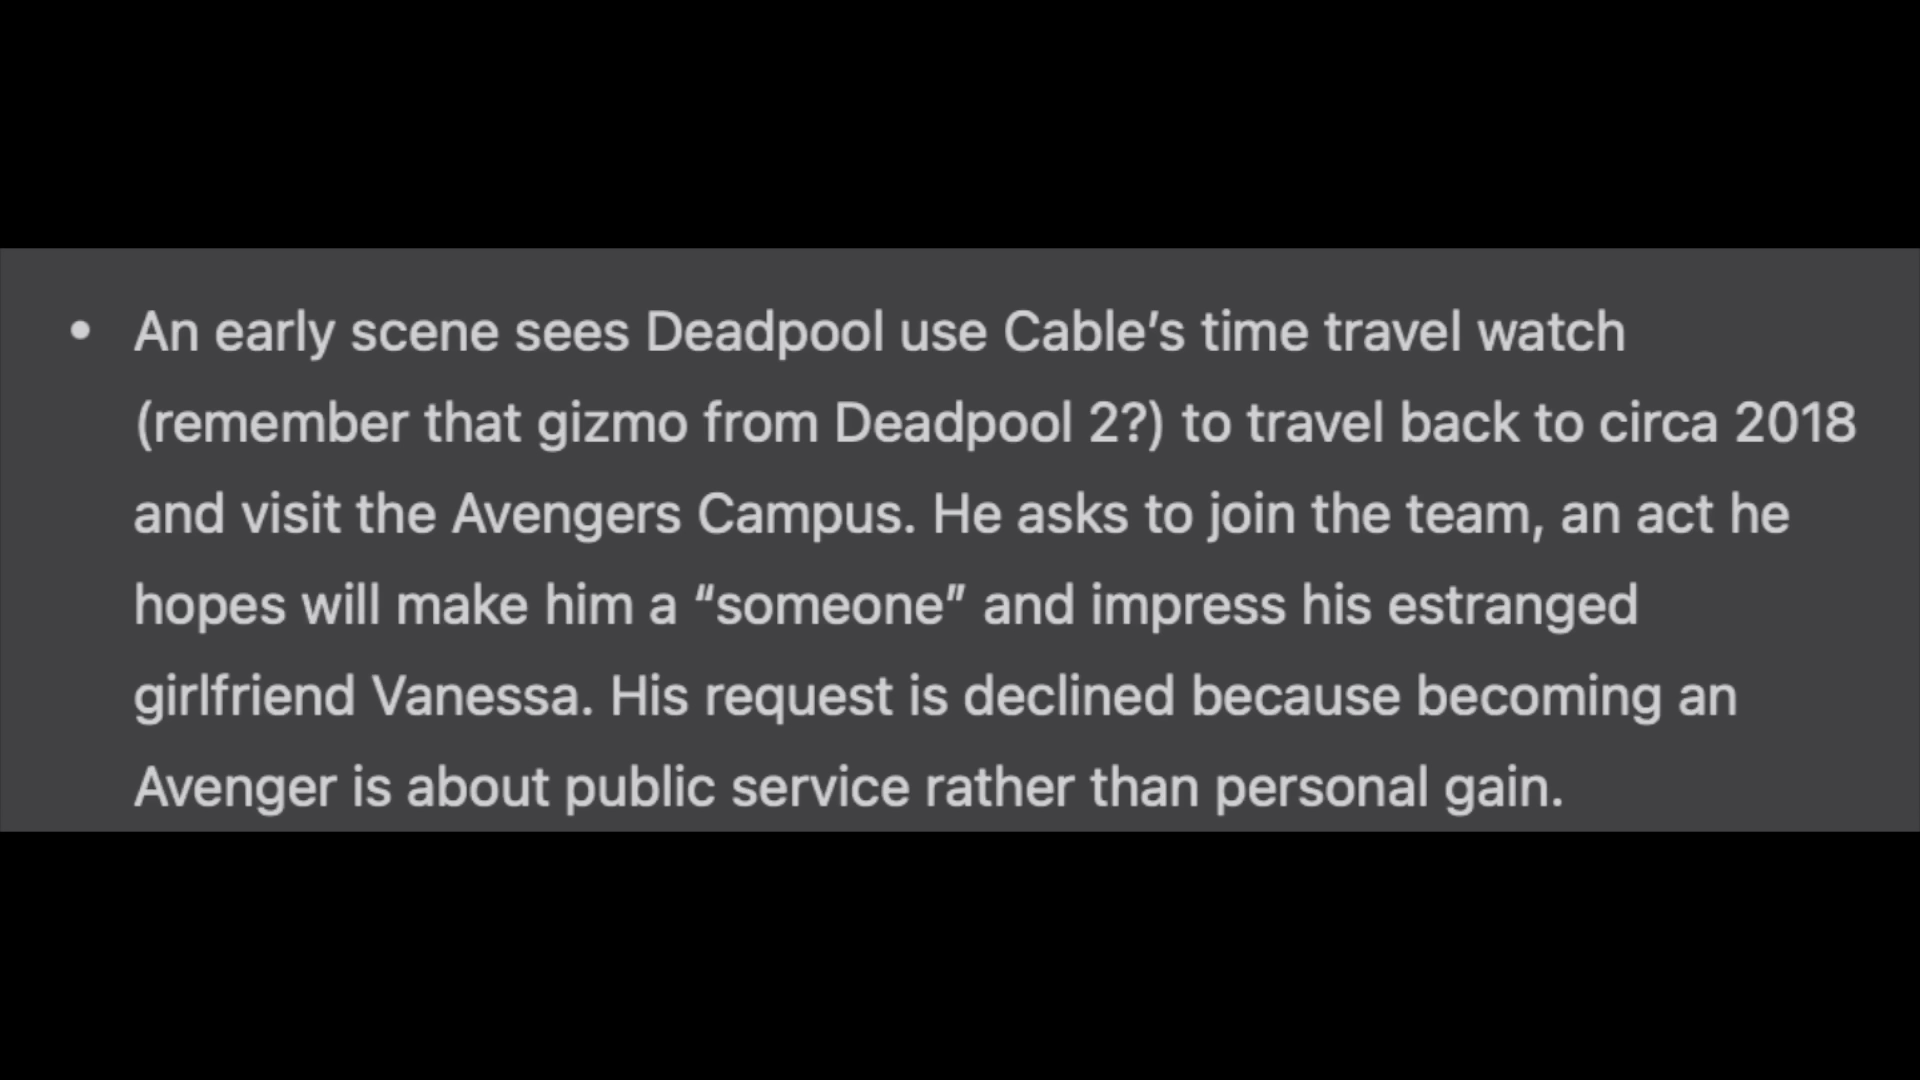 • An early scene sees Deadpool use Cable’s time travel watch
(remember that gizmo from Deadpool 2?) to travel back to circa 2018
and visit the Avengers Campus. He asks to join the team, an act he
hopes will make him a “someone” and impress his estranged
girlfriend Vanessa. His request is declined because becoming an
Avenger is about public service rather than personal gain.